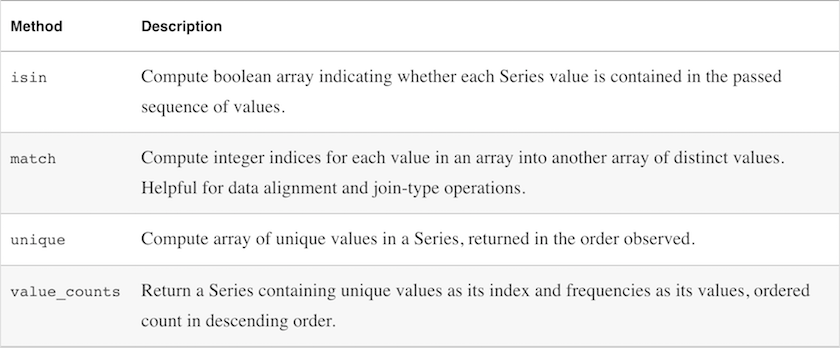 Method Description
isin Compute boolean array indicating whether each Series value is contained in the passed
sequence of values.
match Compute integer indices for each value in an array into another array of distinct values.
Helpful for data alignment and join-type operations.
unique Compute array of unique values in a Series, returned in the order observed.
value_counts Return a Series containing unique values as its index and frequencies as its values, ordered
count in descending order.